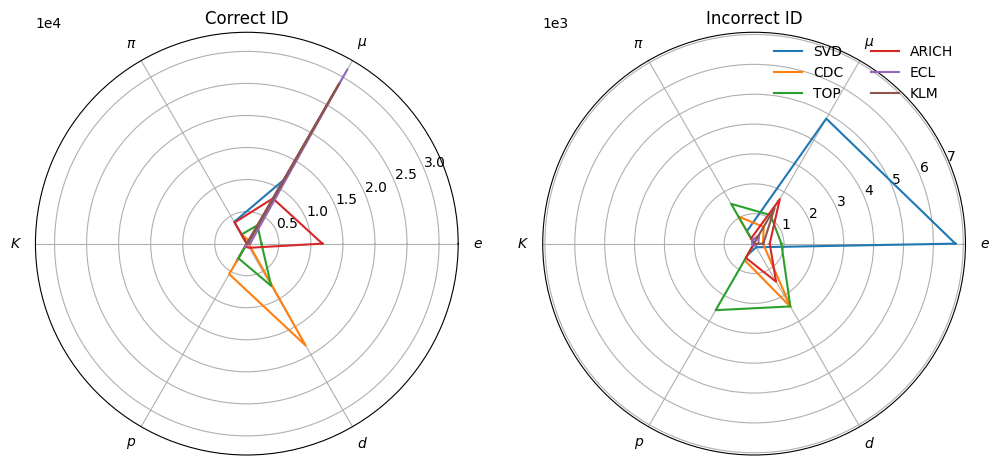 Correct ID
1e4
μ
π
K
e
p
d
0.5
1.0
1.5
2.0
2.5
3.0
Incorrect ID
1e3
μ
π
K
e
p
d
1
2
3
4
5
6
7
SVD
CDC
TOP
ARICH
ECL
KLM